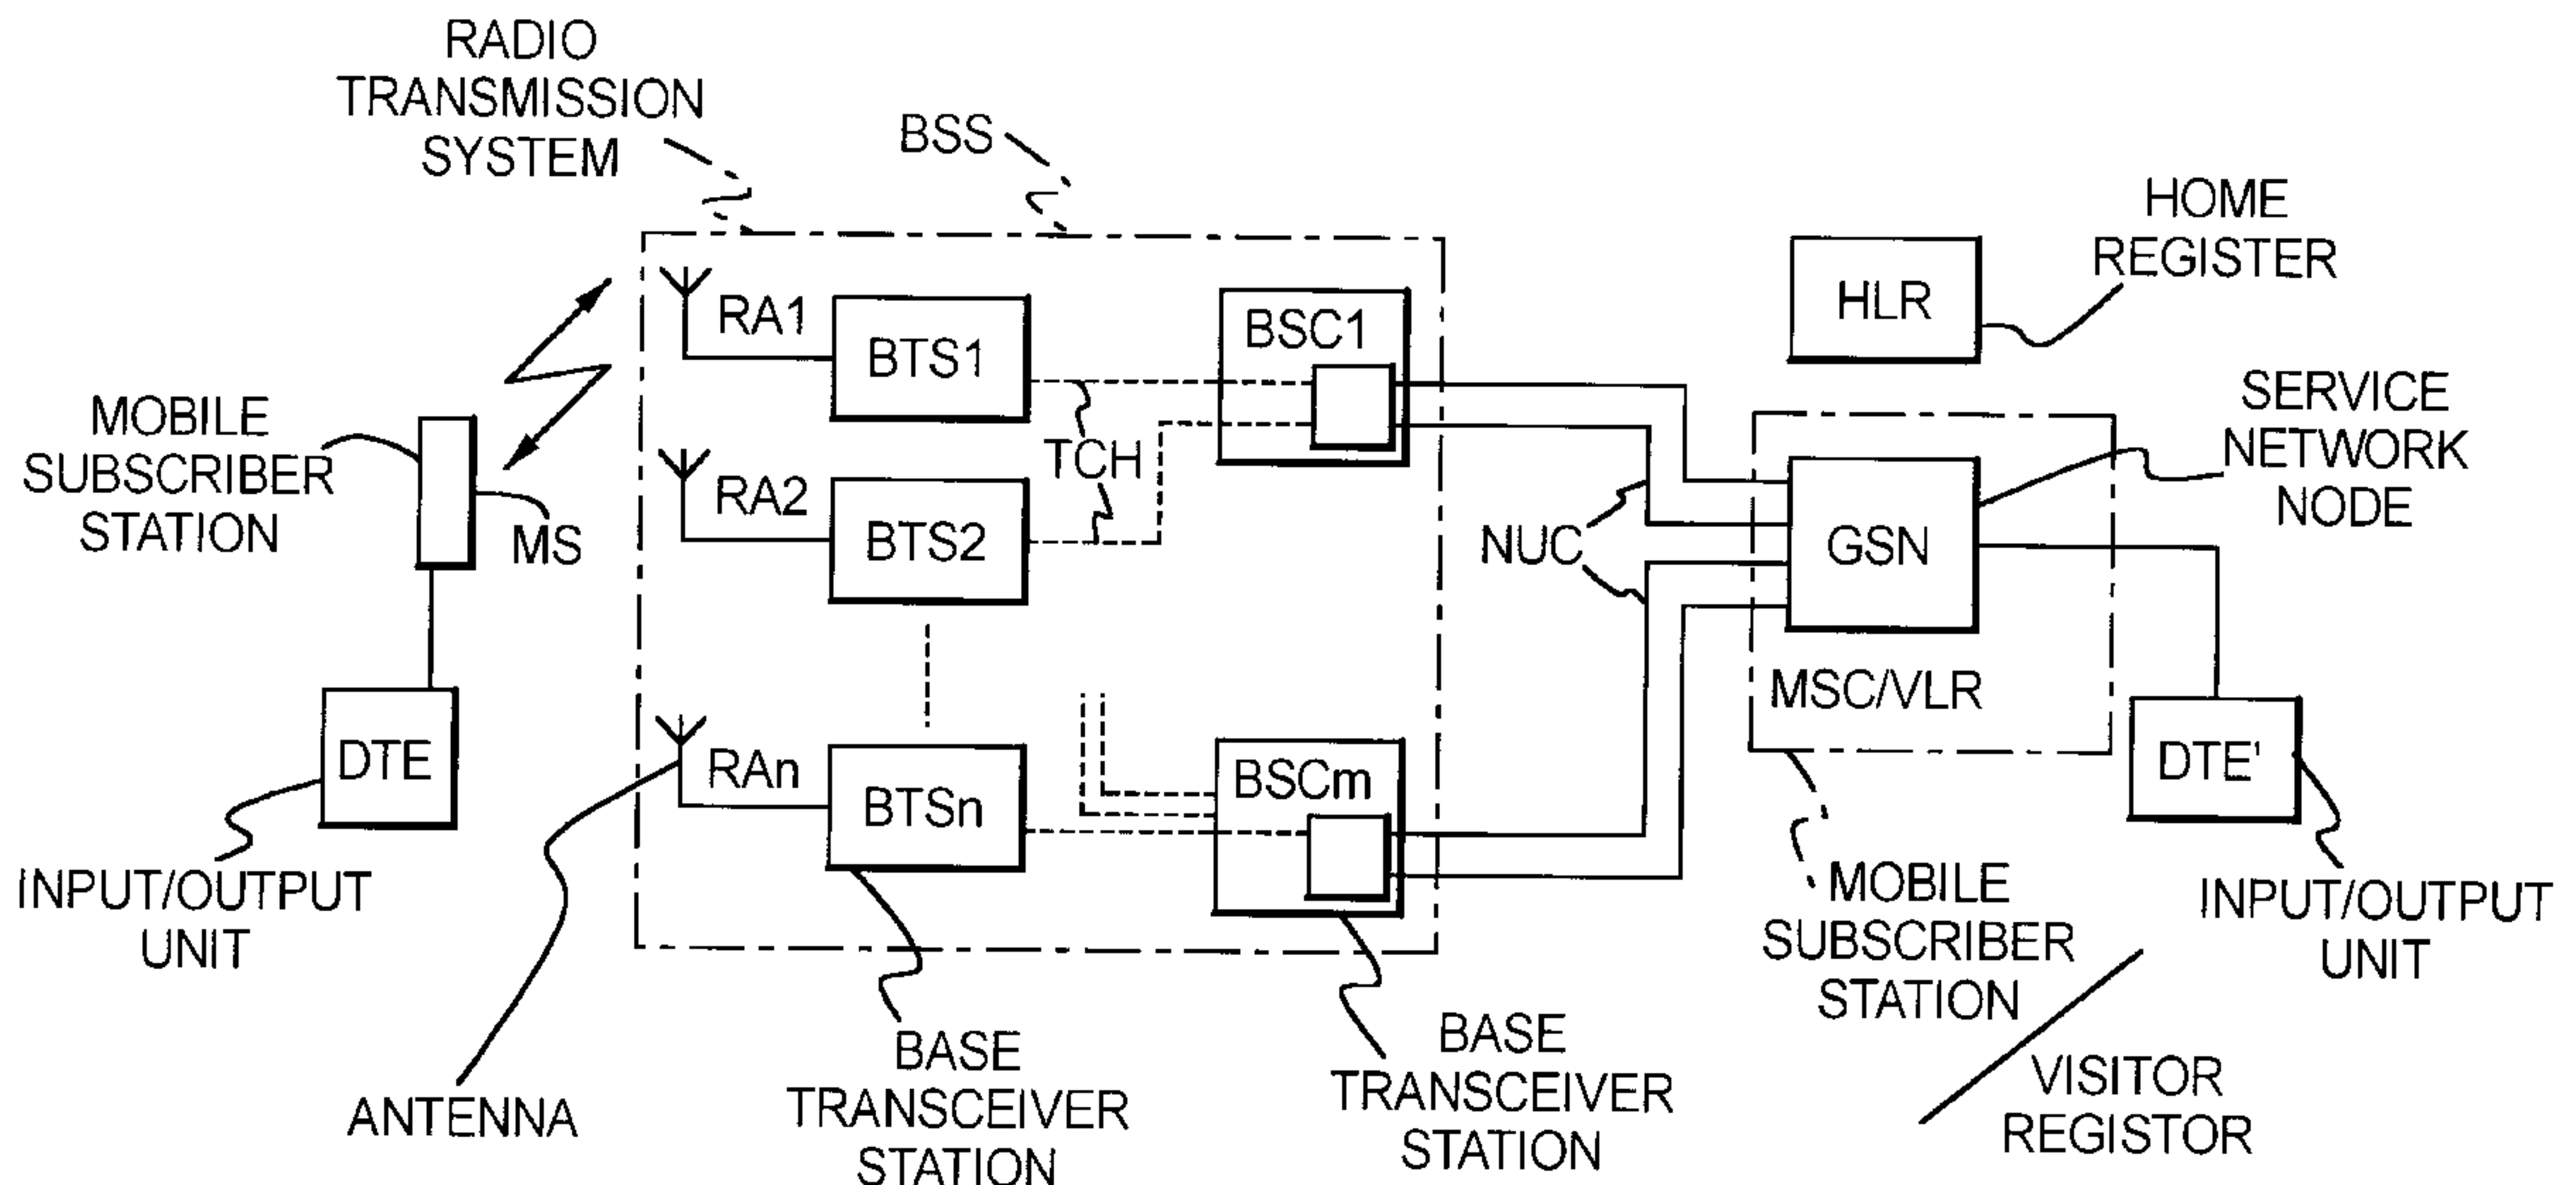 RADIO
TRANSMISSION
SYSTEM
BSS
HOME
REGISTER
HLR
RA1
BTS1
BSC1
TCH
MOBILE
SUBSCRIBER
STATION
MS
RA2
BTS2
NUC
GSN
SERVICE
NETWORK
NODE
MSC/VLR
DTE
RAn
BTSn
BSCm
DTE'
INPUT/OUTPUT
UNIT
MOBILE
SUBSCRIBER
STATION
INPUT/OUTPUT
UNIT
ANTENNA
BASE
TRANSCEIVER
STATION
BASE
TRANSCEIVER
STATION
VISITOR
REGISTOR